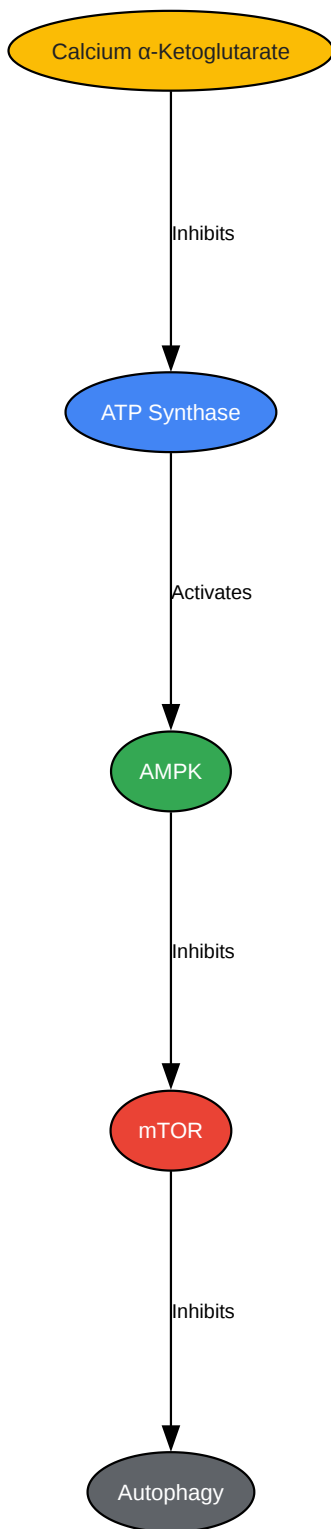 Calcium α-Ketoglutarate
Inhibits
ATP Synthase
Activates
AMPK
Inhibits
mTOR
Inhibits
Autophagy